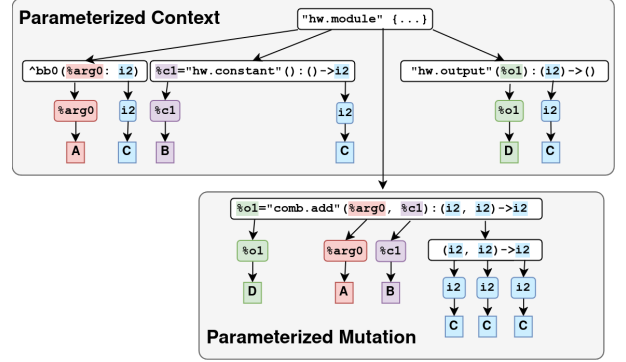 Parameterized Context
"hw.module" {...}
^bb0(%arg0: i2)
%c1="hw.constant"():()->i2
"hw.output"(%o1):(i2)->()
%arg0
i2
%c1
i2
%o1
i2
A
C
B
C
D
C
%o1="comb.add"(%arg0, %c1):(i2, i2)->i2
%o1
%arg0
%c1
(i2, i2)->i2
D
A
B
i2
i2
i2
C
C
C
Parameterized Mutation